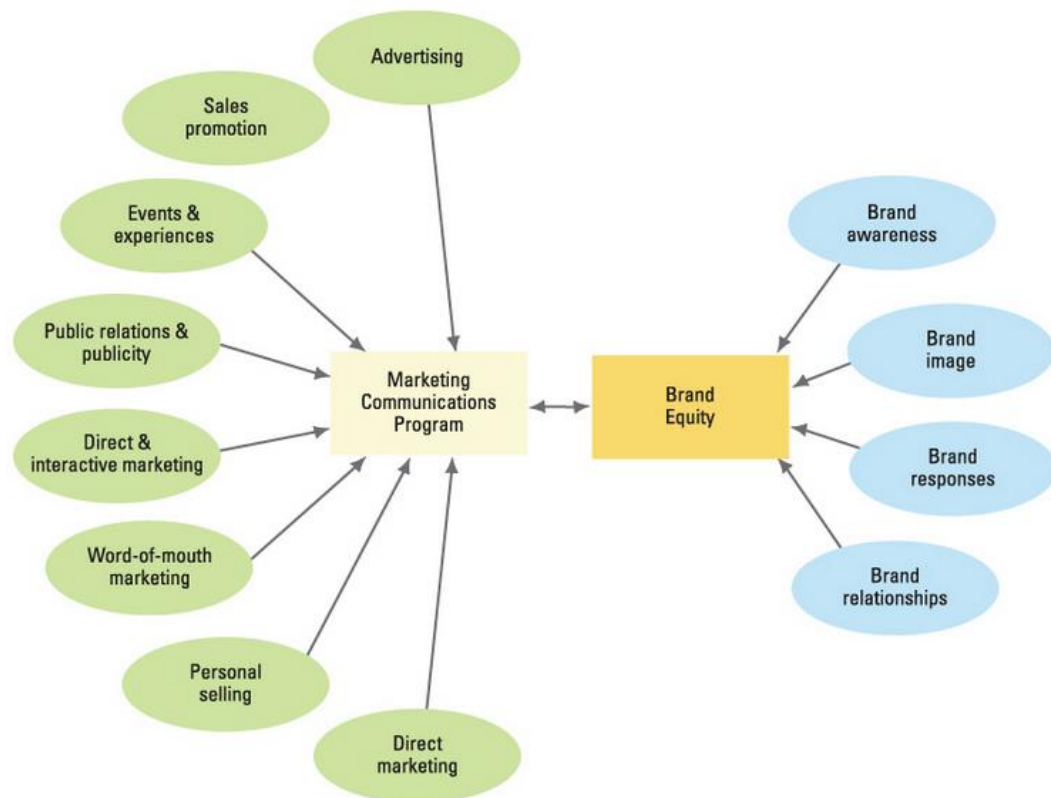 Advertising
Sales
promotion
Events &
experiences
Public relations &
publicity
Direct &
interactive marketing
Word-of-mouth
marketing
Personal
selling
Direct
marketing
Marketing
Communications
Program
Brand
Equity
Brand
awareness
Brand
image
Brand
responses
Brand
relationships